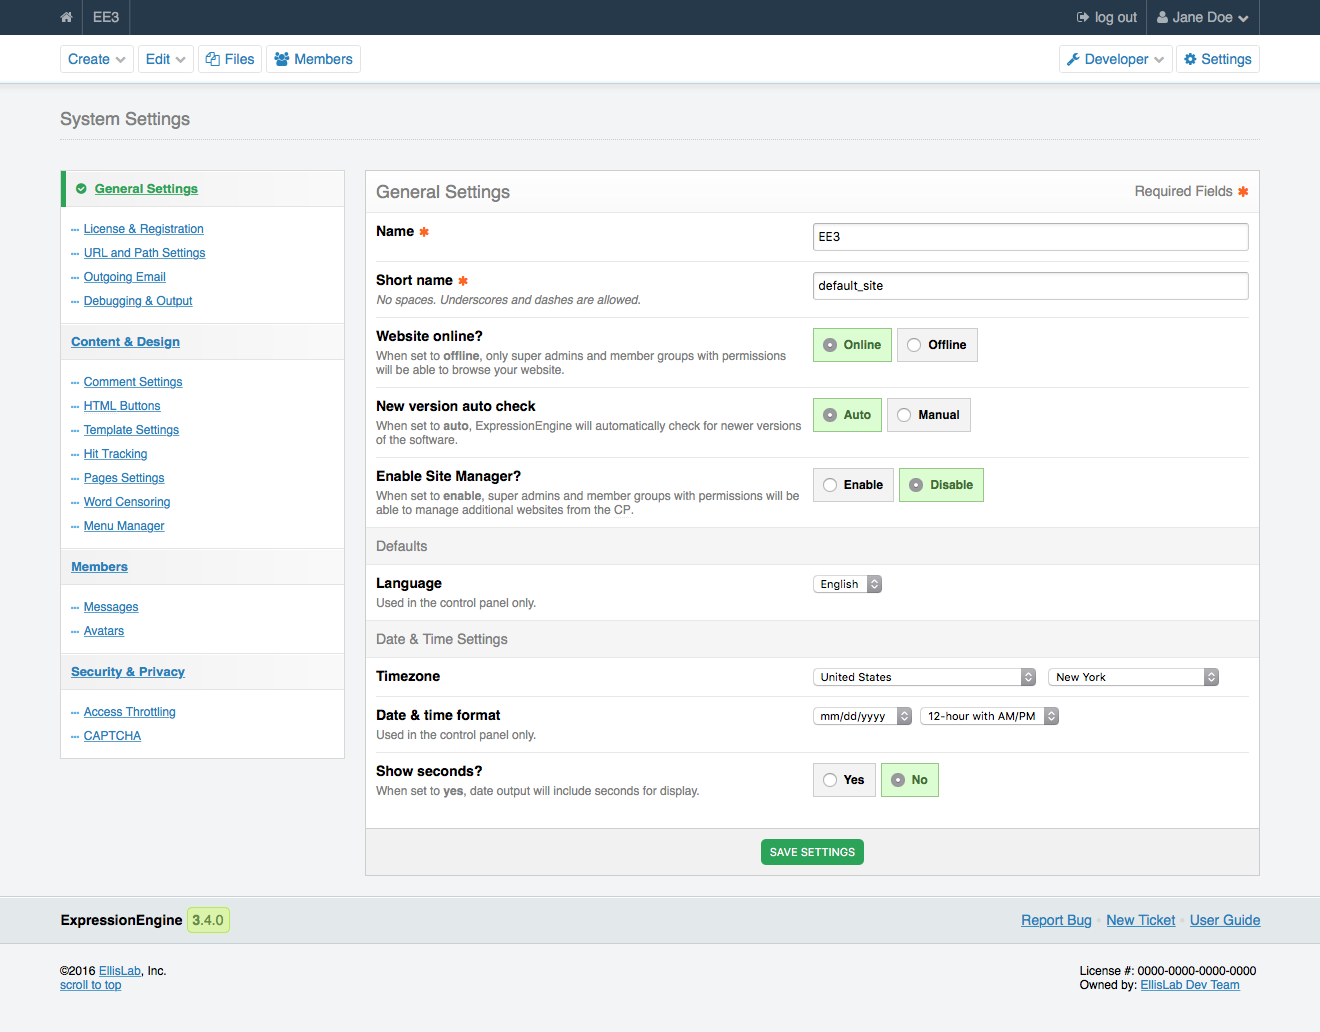 EE3
log out
Jane Doe
Create
Edit
Files
Members
Developer
Settings
System Settings
General Settings
License & Registration
URL and Path Settings
Outgoing Email
Debugging & Output
Content & Design
Comment Settings
HTML Buttons
Template Settings
Hit Tracking
Pages Settings
Word Censoring
Menu Manager
Members
Messages
Avatars
Security & Privacy
Access Throttling
CAPTCHA
General Settings
Required Fields ✱
Name ✱
EE3
Short name ✱
No spaces. Underscores and dashes are allowed.
default_site
Website online?
When set to offline, only super admins and member groups with permissions
will be able to browse your website.
Online
Offline
New version auto check
When set to auto, ExpressionEngine will automatically check for newer versions
of the software.
Auto
Manual
Enable Site Manager?
When set to enable, super admins and member groups with permissions will be
able to manage additional websites from the CP.
Enable
Disable
Defaults
Language
Used in the control panel only.
English
Date & Time Settings
Timezone
United States
New York
Date & time format
Used in the control panel only.
mm/dd/yyyy
12-hour with AM/PM
Show seconds?
When set to yes, date output will include seconds for display.
Yes
No
SAVE SETTINGS
ExpressionEngine 3.4.0
Report Bug
New Ticket
User Guide
©2016 EllisLab, Inc.
scroll to top
License #: 0000-0000-0000-0000
Owned by: EllisLab Dev Team